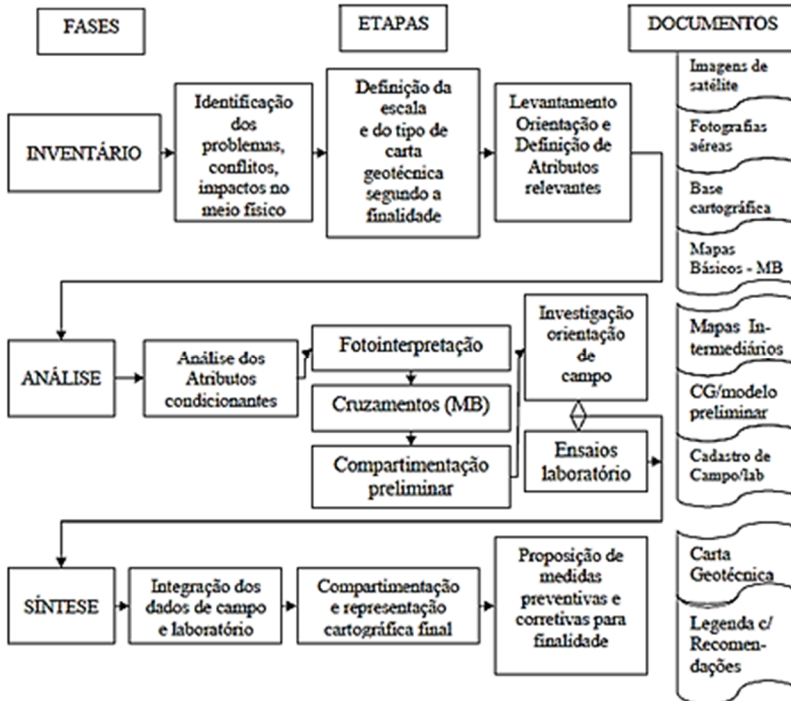 FASES
ETAPAS
DOCUMENTOS
INVENTÁRIO
Identificação
dos
problemas,
conflitos,
impactos no
meio físico
Definição da
escala
e do tipo de
carta
geotécnica
segundo a
finalidade
Levantamento
Orientação e
Definição de
Atributos
relevantes
Imagens de
satélite
Fotografias
aéreas
Base
cartográfica
Mapas
Básicos - MB
ANÁLISE
Análise dos
Atributos
condicionantes
Fotointerpretação
Cruzamentos (MB)
Compartimentação
preliminar
Investigação
orientação
de
campo
Ensaios
laboratório
Mapas In-
termediários
CG/modelo
preliminar
Cadastro de
Campo/lab
SÍNTESE
Integração dos
dados de campo
e laboratório
Compartimentação
e representação
cartográfica final
Proposição de
medidas
preventivas e
corretivas para
finalidade
Carta
Geotécnica
Legenda c/
Recomen-
dações